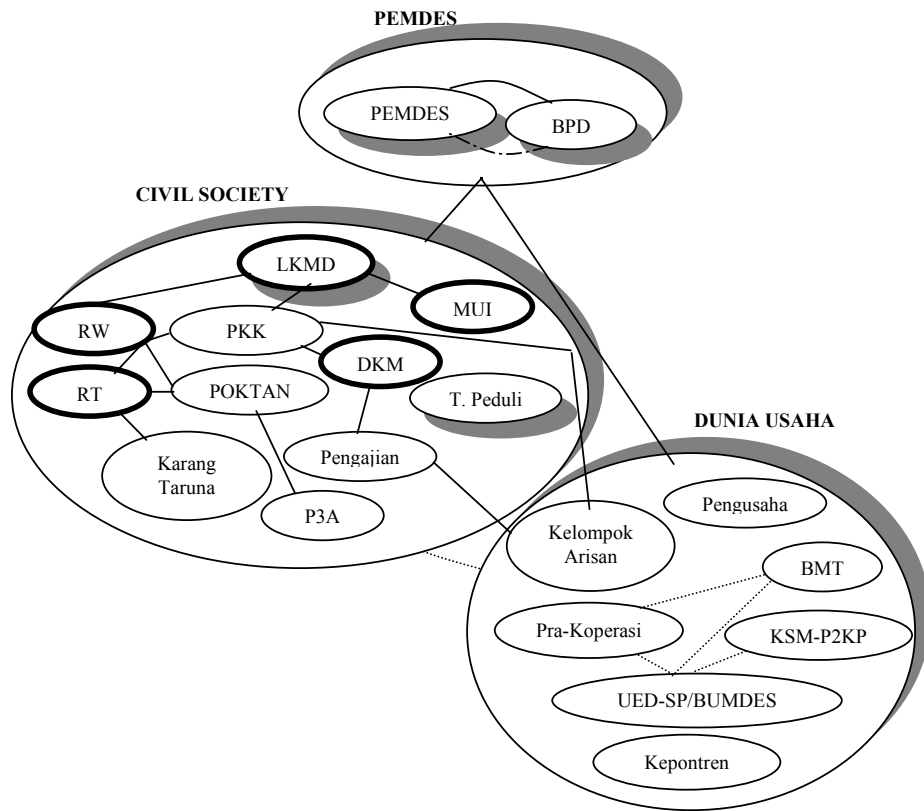 PEMDES
PEMDES
BPD
CIVIL SOCIETY
LKMD
MUI
RW
PKK
DKM
RT
POKTAN
T. Peduli
Karang
Taruna
Pengajian
P3A
DUNIA USAHA
Pengusaha
Kelompok
Arisan
BMT
Pra-Koperasi
KSM-P2KP
UED-SP/BUMDES
Kepontren